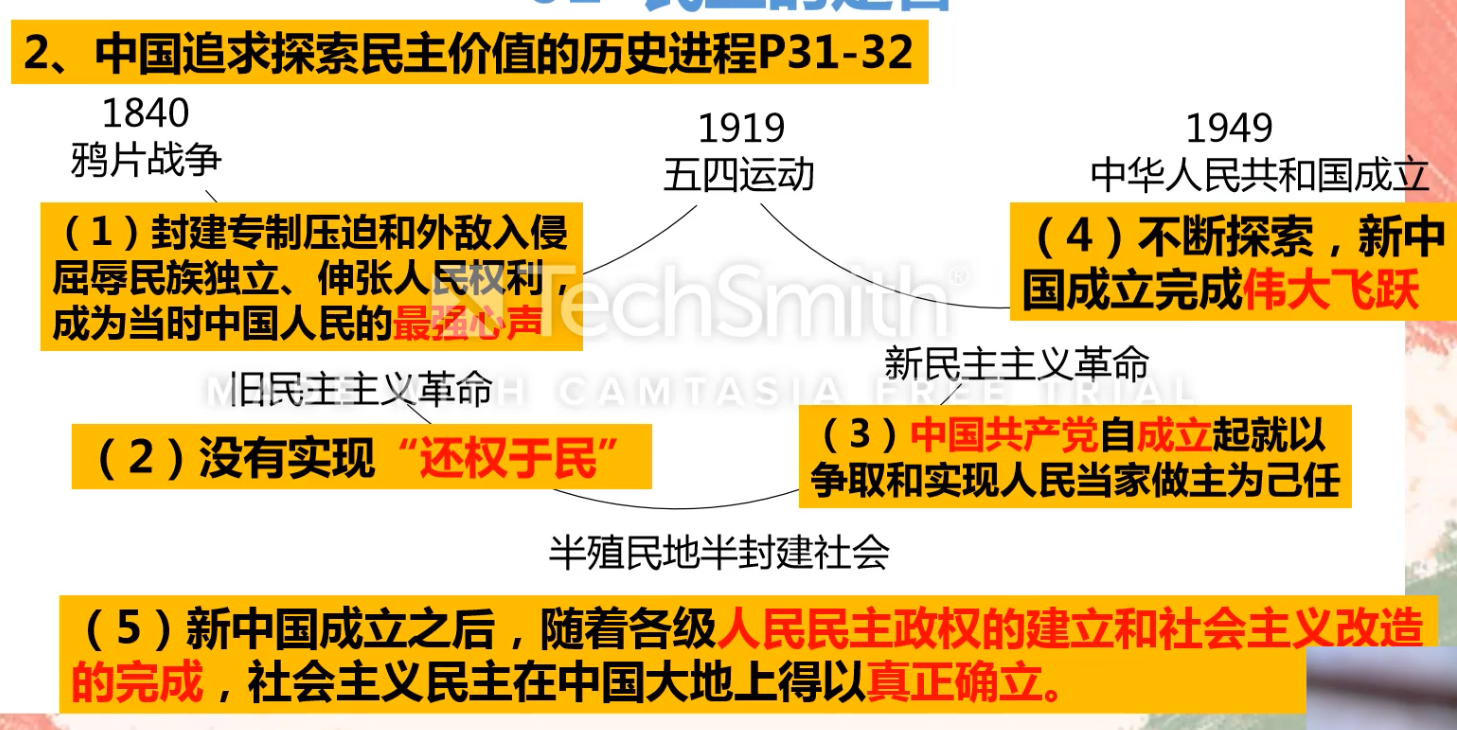 2、中国追求探索民主价值的历史进程P31-32
1840
鸦片战争
1919
五四运动
1949
中华人民共和国成立
（1）封建专制压迫和外敌入侵
屈辱民族独立、伸张人民权利，
成为当时中国人民的最强心声
（4）不断探索，新中
国成立完成伟大飞跃
TechSmith®
MADE WITH CAMTASIA FREE TRIAL
旧民主主义革命
新民主主义革命
（2）没有实现“还权于民”
（3）中国共产党自成立起就以
争取和实现人民当家做主为己任
半殖民地半封建社会
（5）新中国成立之后，随着各级人民民主政权的建立和社会主义改造
的完成，社会主义民主在中国大地上得以真正确立。